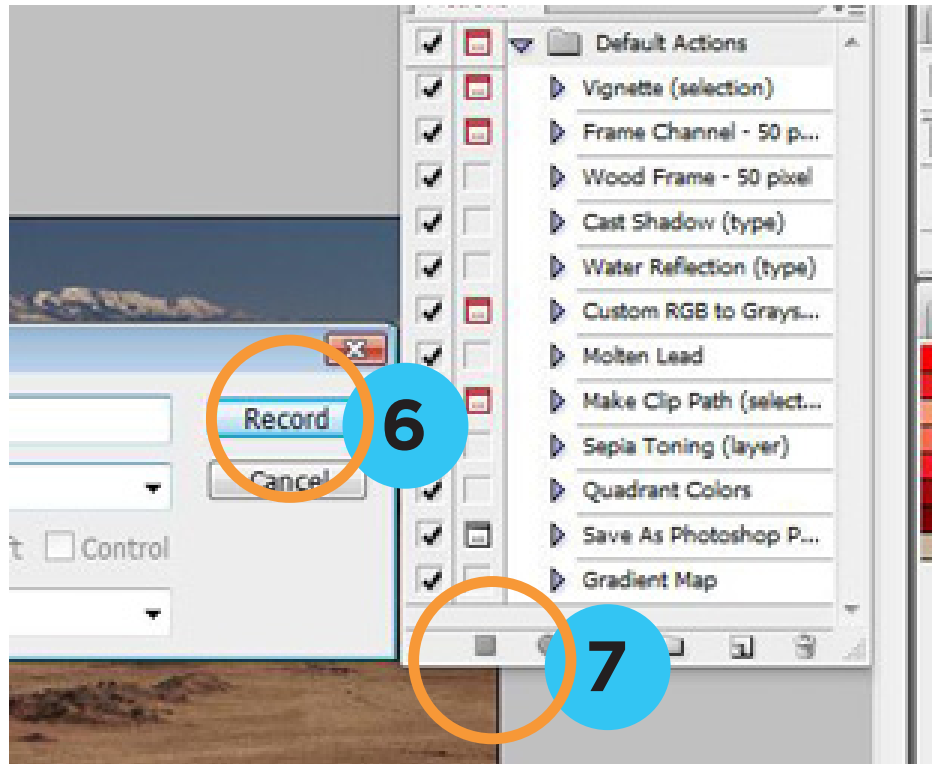 Default Actions
Vignette (selection)
Frame Channel - 50 p...
Wood Frame - 50 pixel
Cast Shadow (type)
Water Reflection (type)
Custom RGB to Grays...
Molten Lead
Make Clip Path (select...
Sepia Toning (layer)
Quadrant Colors
Save As Photoshop P...
Gradient Map
Record
6
Cancel
Control
7